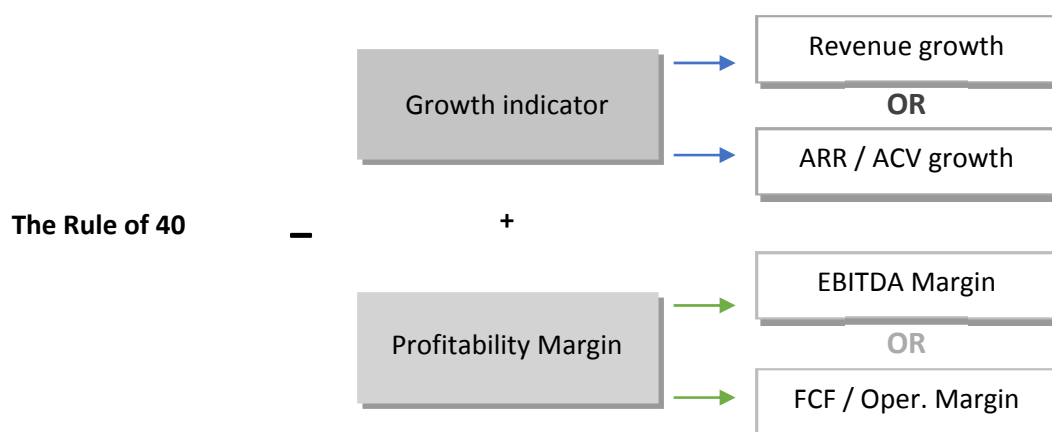 Revenue growth
Growth indicator
OR
ARR / ACV growth
The Rule of 40
–
+
EBITDA Margin
Profitability Margin
OR
FCF / Oper. Margin